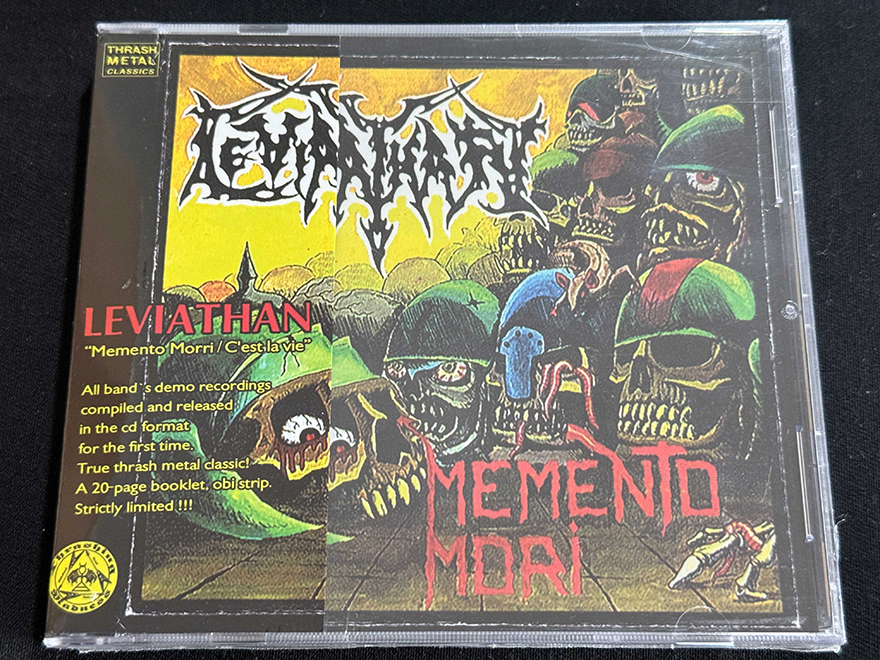 THRASH
METAL
CLASSICS
LEVIATHAN
LEVIATHAN
"Memento Morri / C'est la vie"
All band´s demo recordings
compiled and released
in the cd format
for the first time.
True thrash metal classic!
A 20-page booklet, obi strip.
Strictly limited !!!
Thrashing
Madness
MEMENTO
MORI